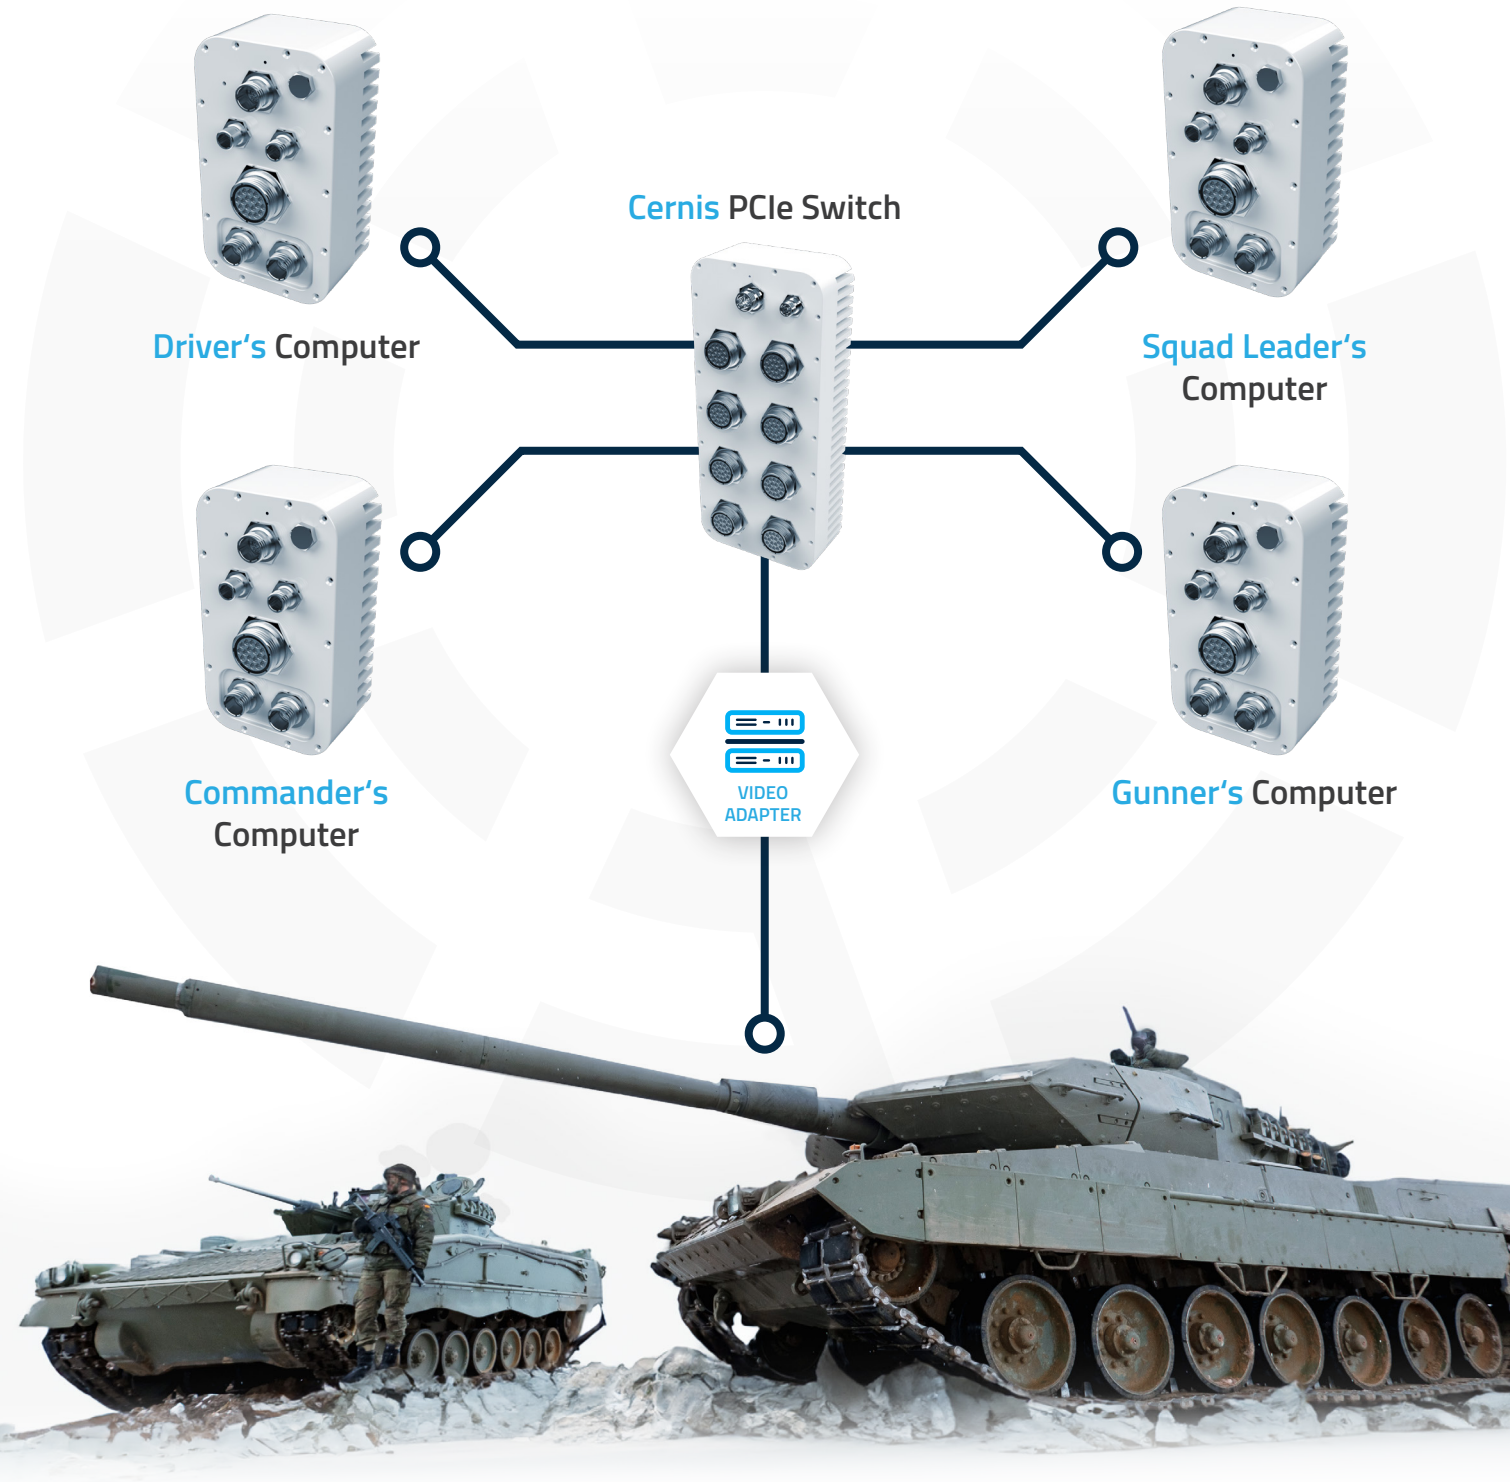 Cernis PCIe Switch
Driver‘s Computer
Squad Leader‘s
Computer
Commander‘s
Computer
Gunner‘s Computer
VIDEO
ADAPTER